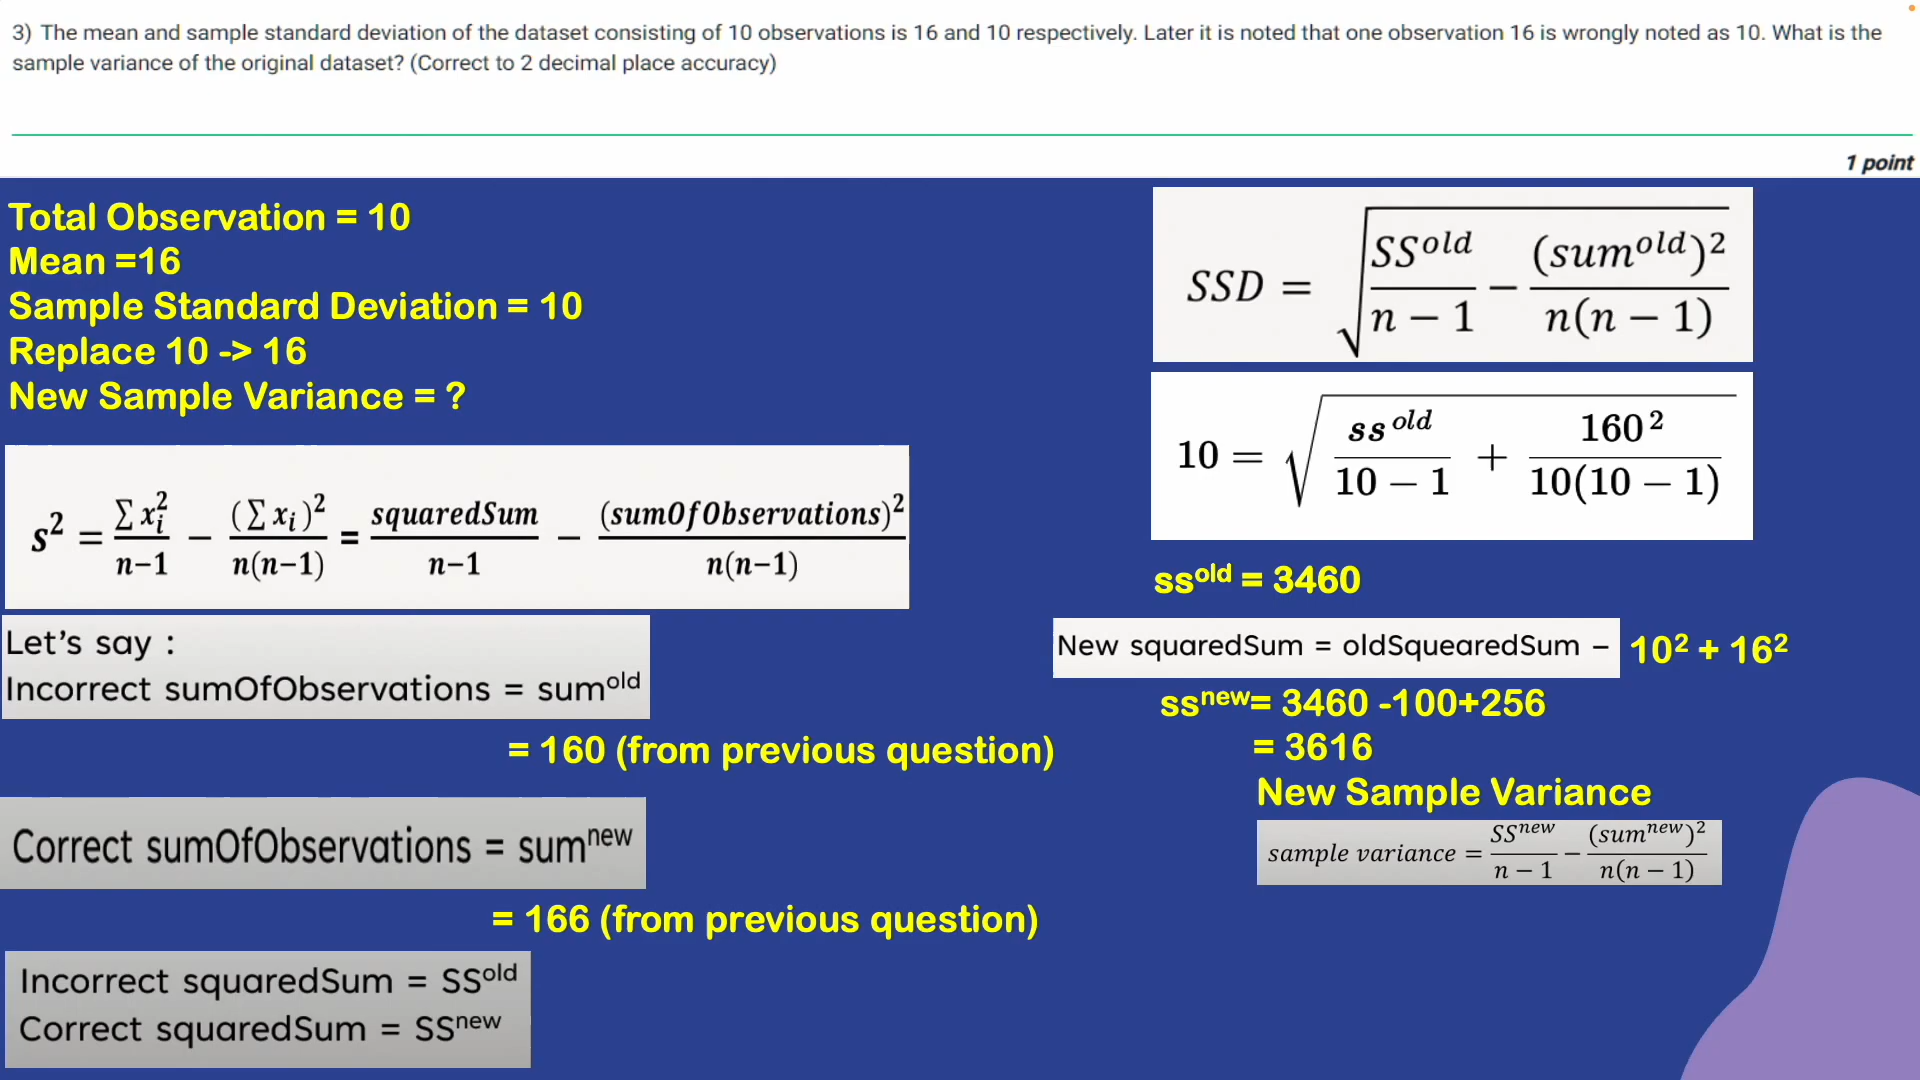 3) The mean and sample standard deviation of the dataset consisting of 10 observations is 16 and 10 respectively. Later it is noted that one observation 16 is wrongly noted as 10. What is the
sample variance of the original dataset? (Correct to 2 decimal place accuracy)
1 point
Total Observation = 10
Mean =16
Sample Standard Deviation = 10
Replace 10 -> 16
New Sample Variance = ?
s² = ∑xᵢ²/n−1 − (∑xᵢ)²/n(n−1) = squaredSum/n−1 − (sumOfObservations)²/n(n−1)
Let's say :
Incorrect sumOfObservations = sum^old
= 160 (from previous question)
Correct sumOfObservations = sum^new
= 166 (from previous question)
Incorrect squaredSum = SS^old
Correct squaredSum = SS^new
SSD = √(SS^old/n − 1 − (sum^old)²/n(n − 1))
10 = √(ss^old/10 − 1 + 160²/10(10 − 1))
ss^old = 3460
New squaredSum = oldSquearedSum – 10² + 16²
ss^new= 3460 -100+256
= 3616
New Sample Variance
sample variance = SS^new/n − 1 − (sum^new)²/n(n − 1)